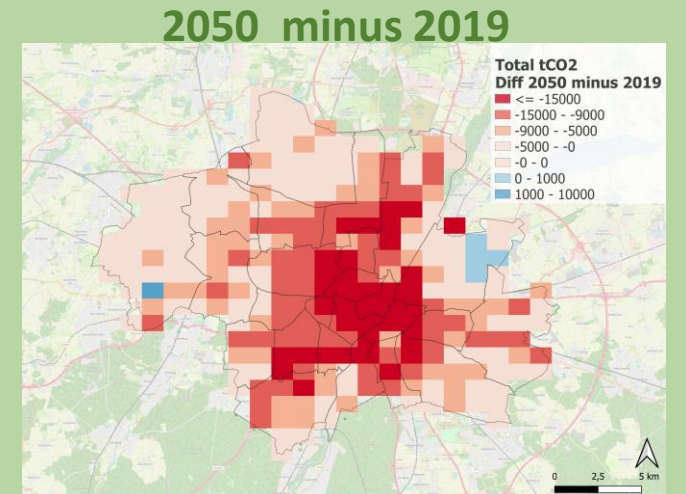 2050 minus 2019
Total tCO2
Diff 2050 minus 2019
<= -15000
-15000 - -9000
-9000 - -5000
-5000 - -0
-0 - 0
0 - 1000
1000 - 10000
0 2,5 5 km